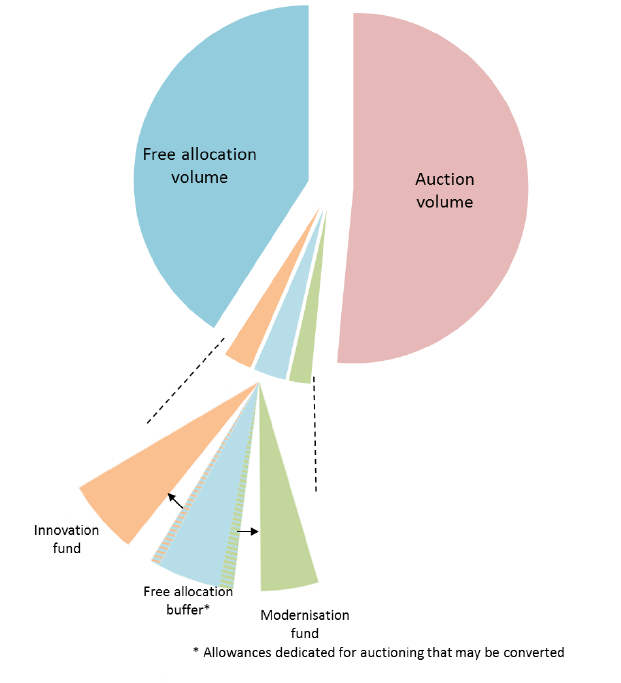 Free allocation
volume
Auction
volume
Innovation
fund
Free allocation
buffer*
Modernisation
fund
* Allowances dedicated for auctioning that may be converted